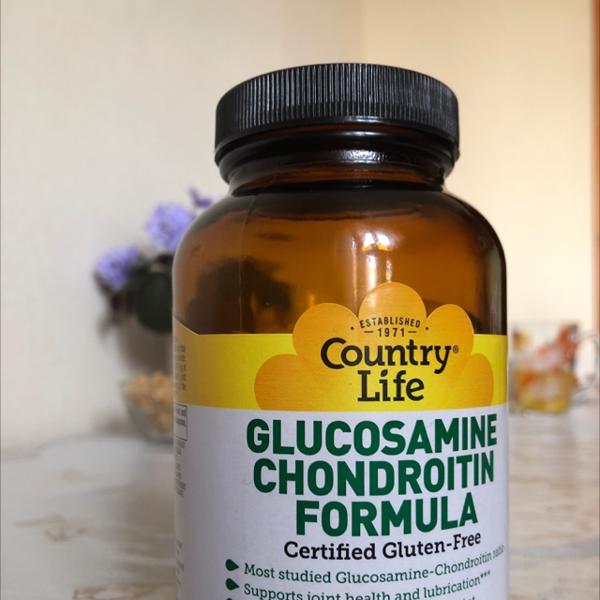 • ESTABLISHED •
1971
Country®
Life
GLUCOSAMINE
CHONDROITIN
FORMULA
Certified Gluten-Free
Most studied Glucosamine-Chondroitin ratio
Supports joint health and lubrication***